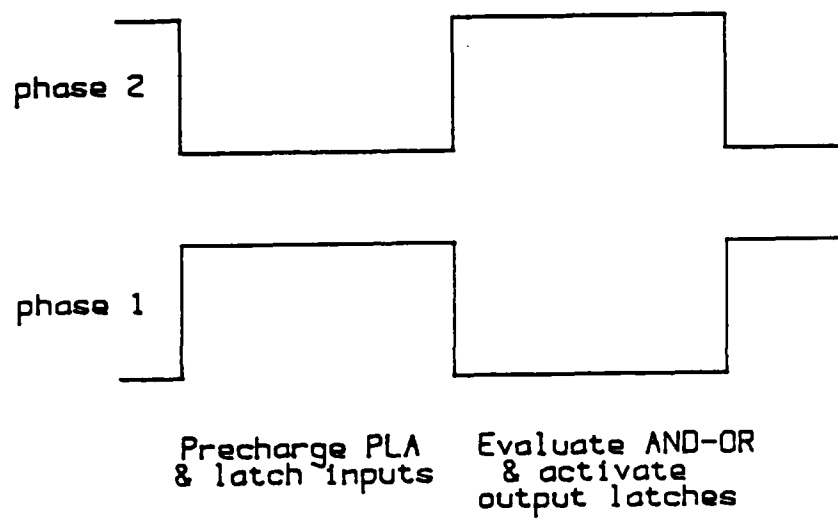 phase 2
phase 1
Precharge PLA
& latch inputs
Evaluate AND-OR
& activate
output latches